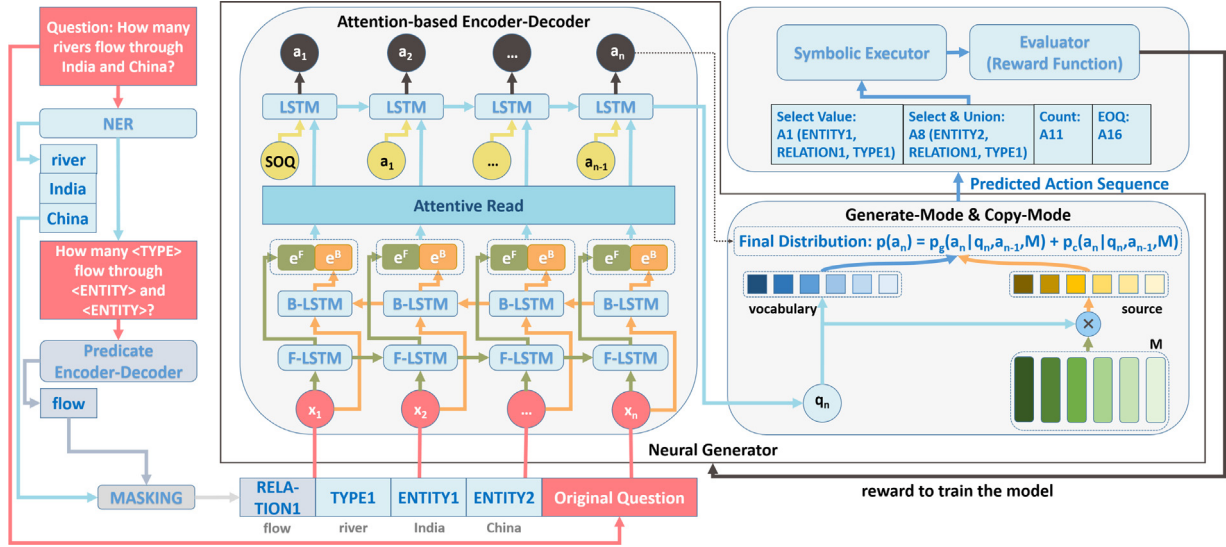 Question: How many
rivers flow through
India and China?
NER
river
India
China
How many <TYPE>
flow through
<ENTITY> and
<ENTITY>?
Predicate
Encoder-Decoder
flow
MASKING
Attention-based Encoder-Decoder
a1
a2
...
an
LSTM
LSTM
LSTM
LSTM
SOQ
a1
...
an-1
Attentive Read
eF
eB
eF
eB
eF
eB
eF
eB
B-LSTM
B-LSTM
B-LSTM
B-LSTM
F-LSTM
F-LSTM
F-LSTM
F-LSTM
x1
x2
...
xn
RELA-
TION1
TYPE1
ENTITY1
ENTITY2
Original Question
flow
river
India
China
Symbolic Executor
Evaluator
(Reward Function)
Select Value:
A1 (ENTITY1,
RELATION1, TYPE1)
Select & Union:
A8 (ENTITY2,
RELATION1, TYPE1)
Count:
A11
EOQ:
A16
Predicted Action Sequence
Generate-Mode & Copy-Mode
Final Distribution: p(an) = pg(an|qn,an-1,M) + pc(an|qn,an-1,M)
vocabulary
source
×
M
qn
Neural Generator
reward to train the model